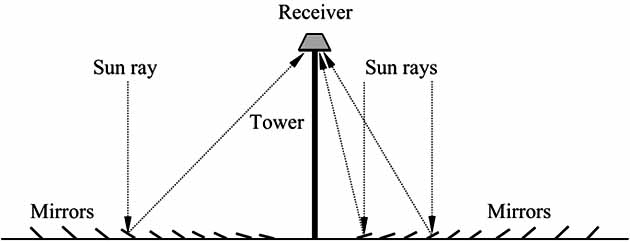 Receiver
Sun ray
Sun rays
Tower
Mirrors
Mirrors